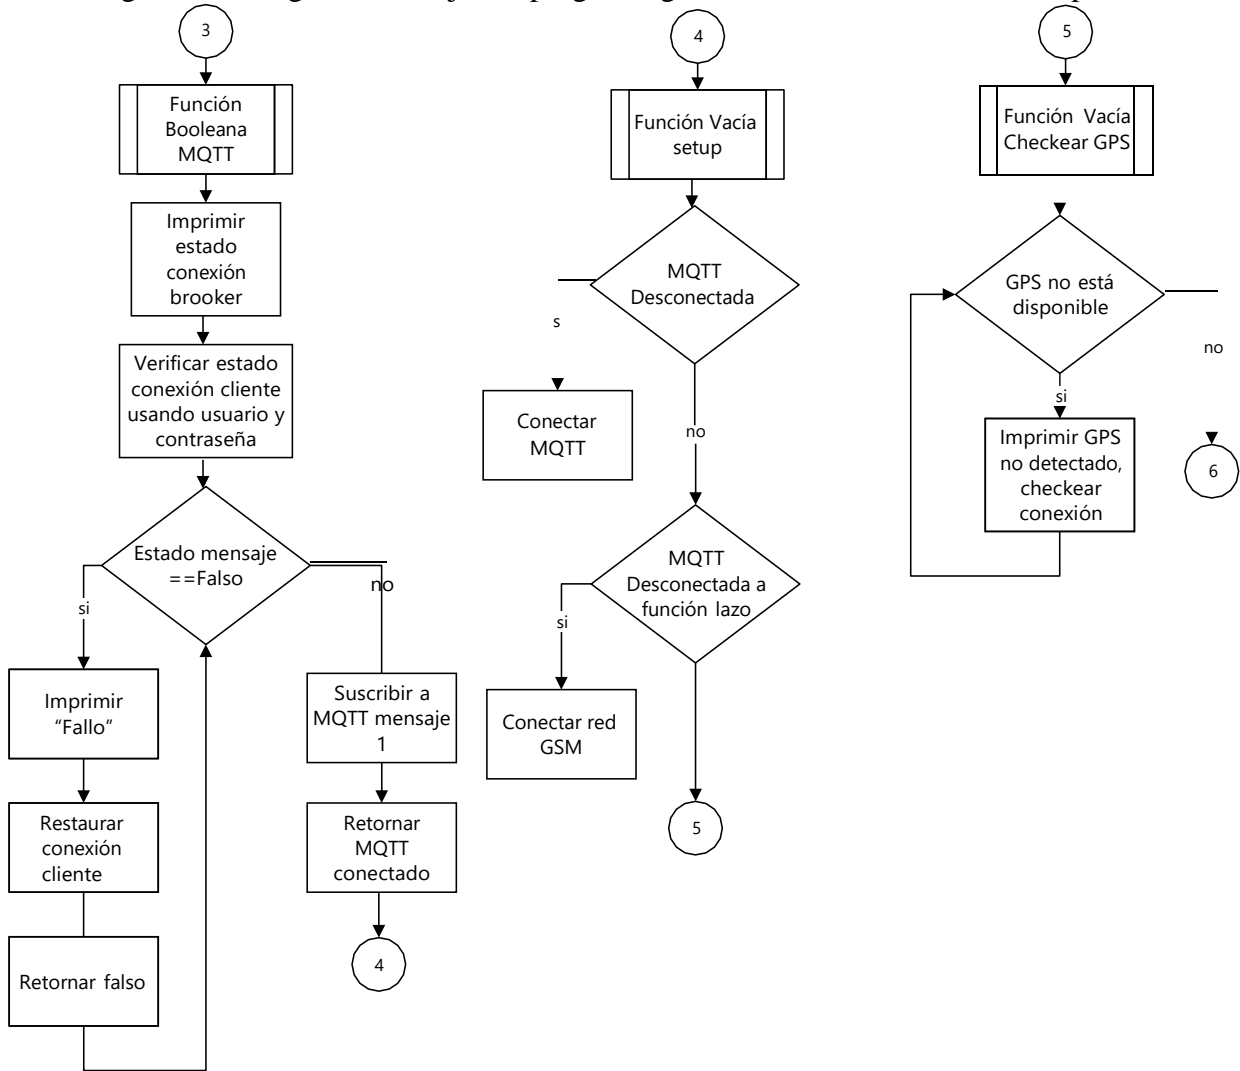 3
Función
Booleana
MQTT
Imprimir
estado
conexión
brooker
Verificar estado
conexión cliente
usando usuario y
contraseña
Estado mensaje
==Falso
si
no
Imprimir
“Fallo”
Restaurar
conexión
cliente
Retornar falso
Suscribir a
MQTT mensaje
1
Retornar
MQTT
conectado
4
4
Función Vacía
setup
MQTT
Desconectada
s
no
Conectar
MQTT
MQTT
Desconectada a
función lazo
si
Conectar red
GSM
5
5
Función Vacía
Checkear GPS
GPS no está
disponible
no
si
Imprimir GPS
no detectado,
checkear
conexión
6